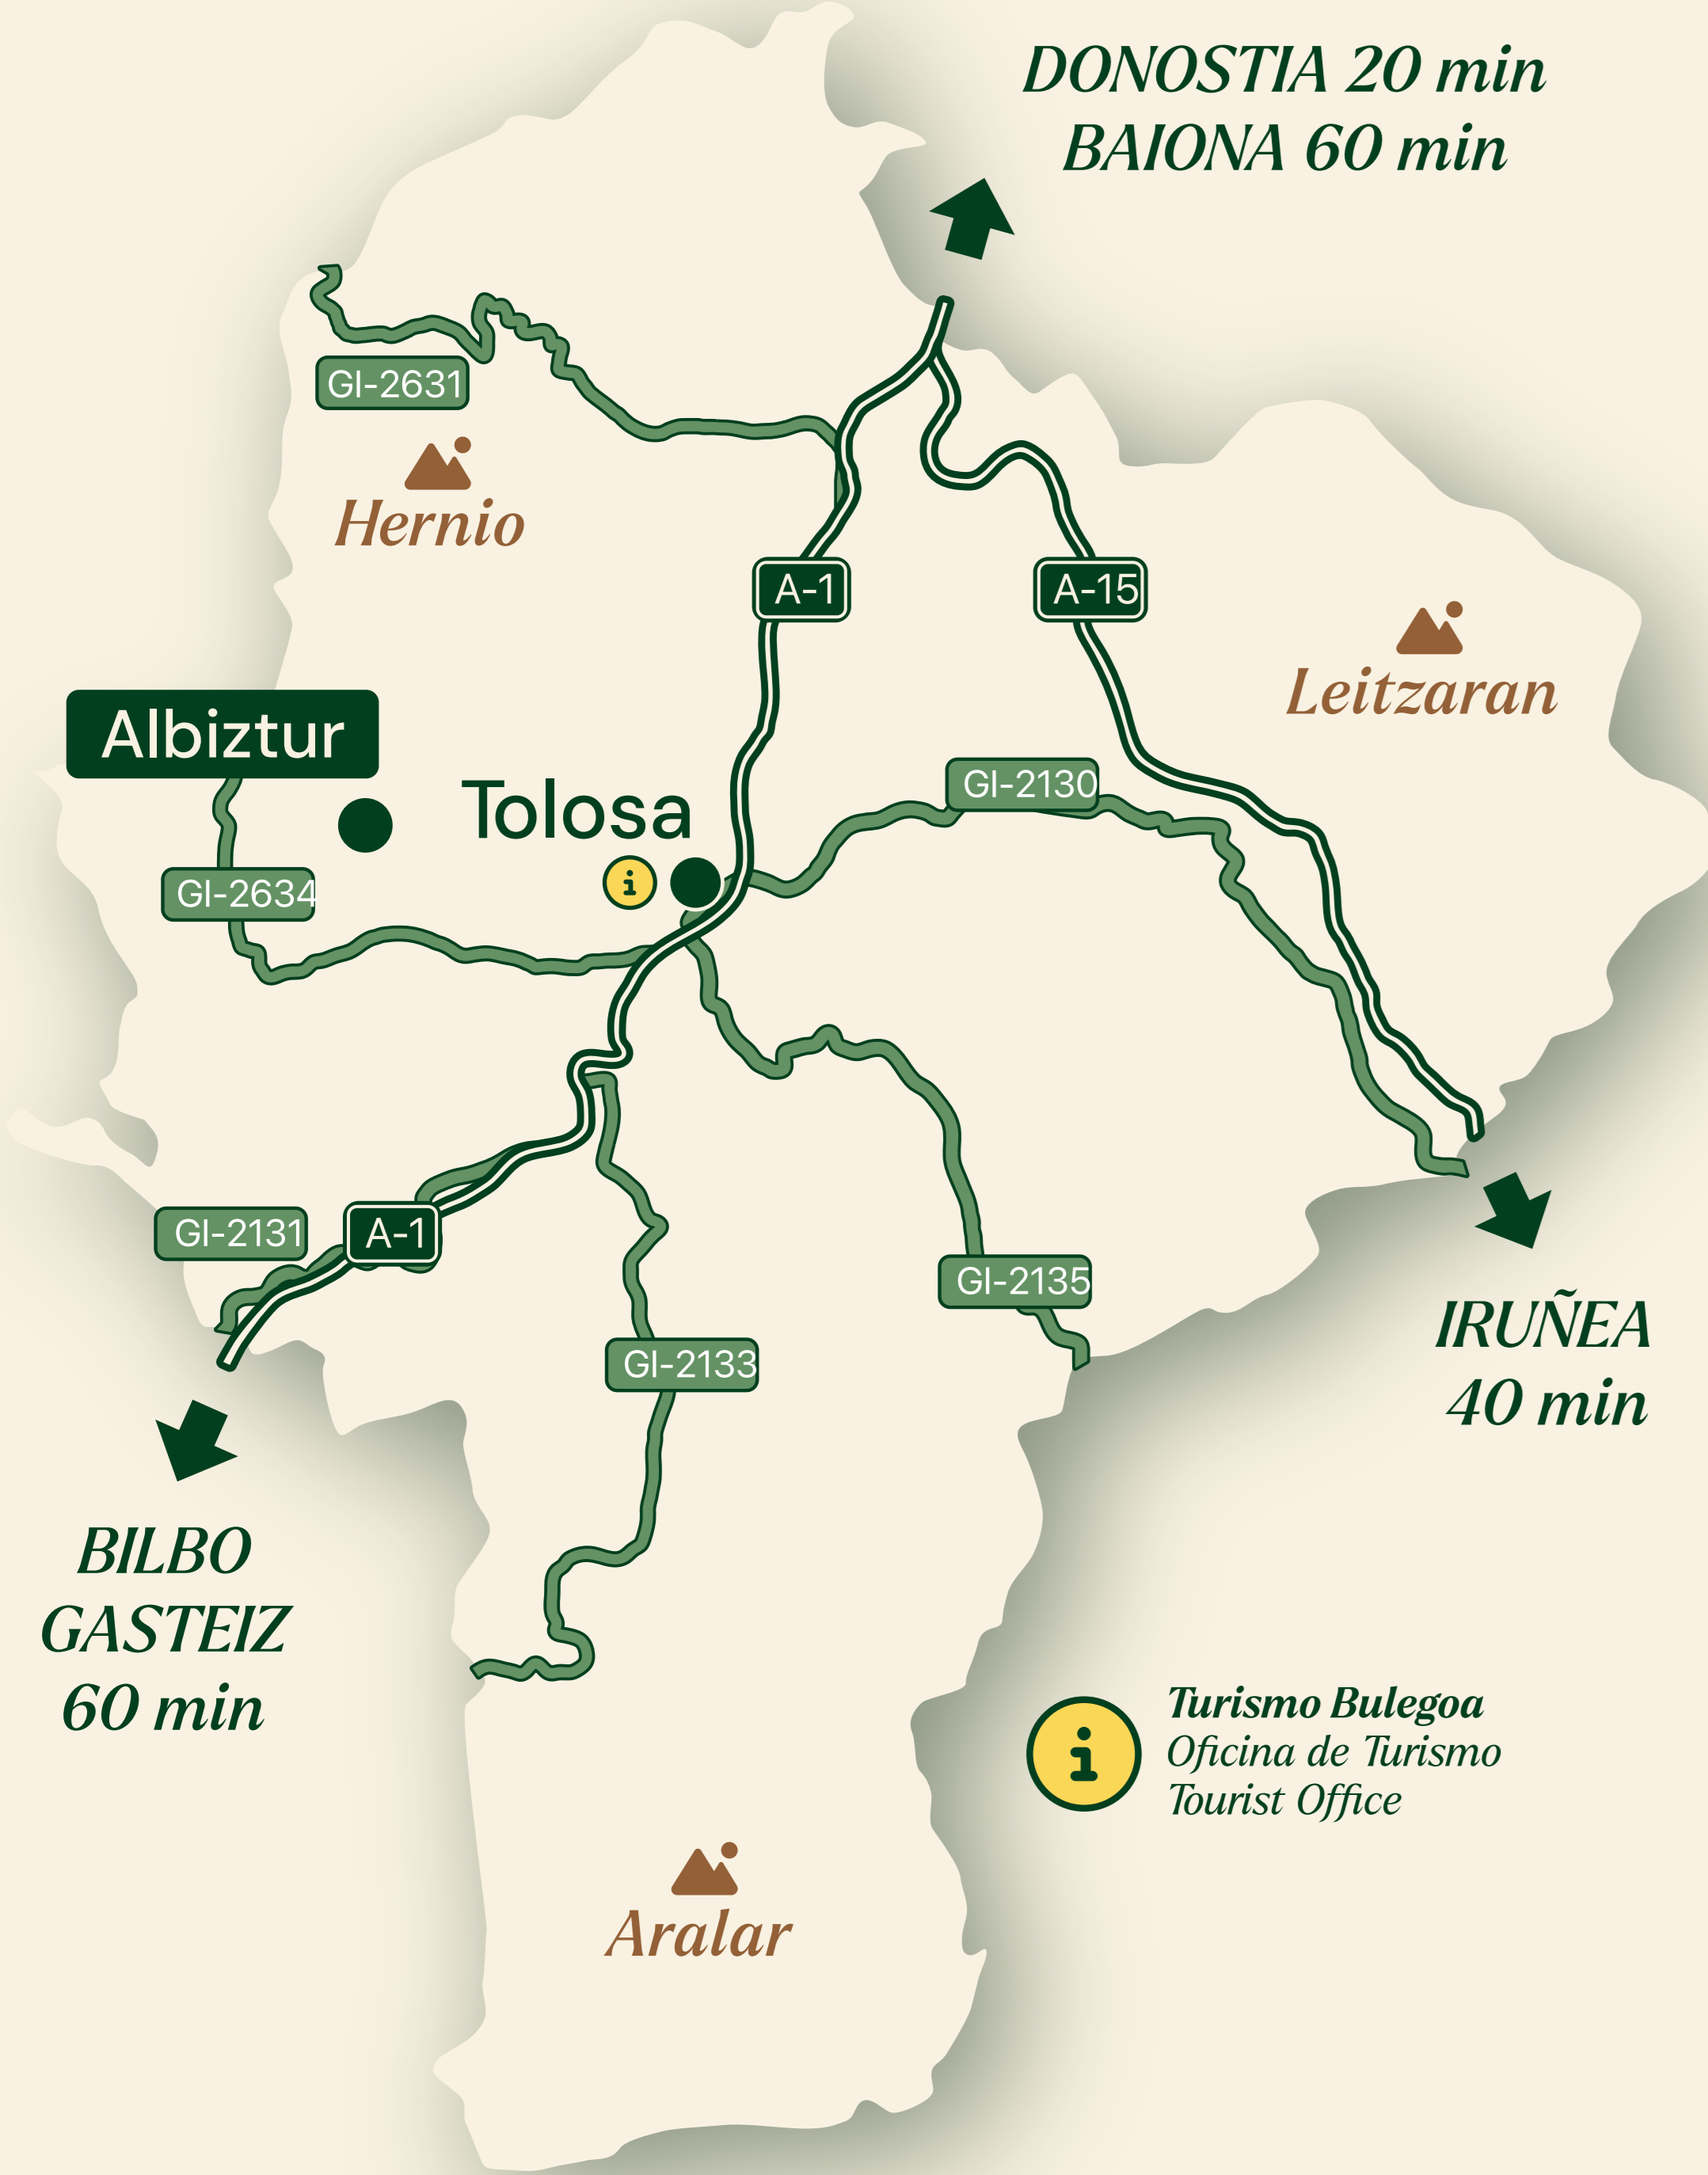 DONOSTIA 20 min
BAIONA 60 min
GI-2631
Hernio
A-1
A-15
Leitzaran
Albiztur
Tolosa
GI-2130
GI-2634
GI-2131
A-1
GI-2135
GI-2133
IRUÑEA
40 min
BILBO
GASTEIZ
60 min
Turismo Bulegoa
Oficina de Turismo
Tourist Office
Aralar